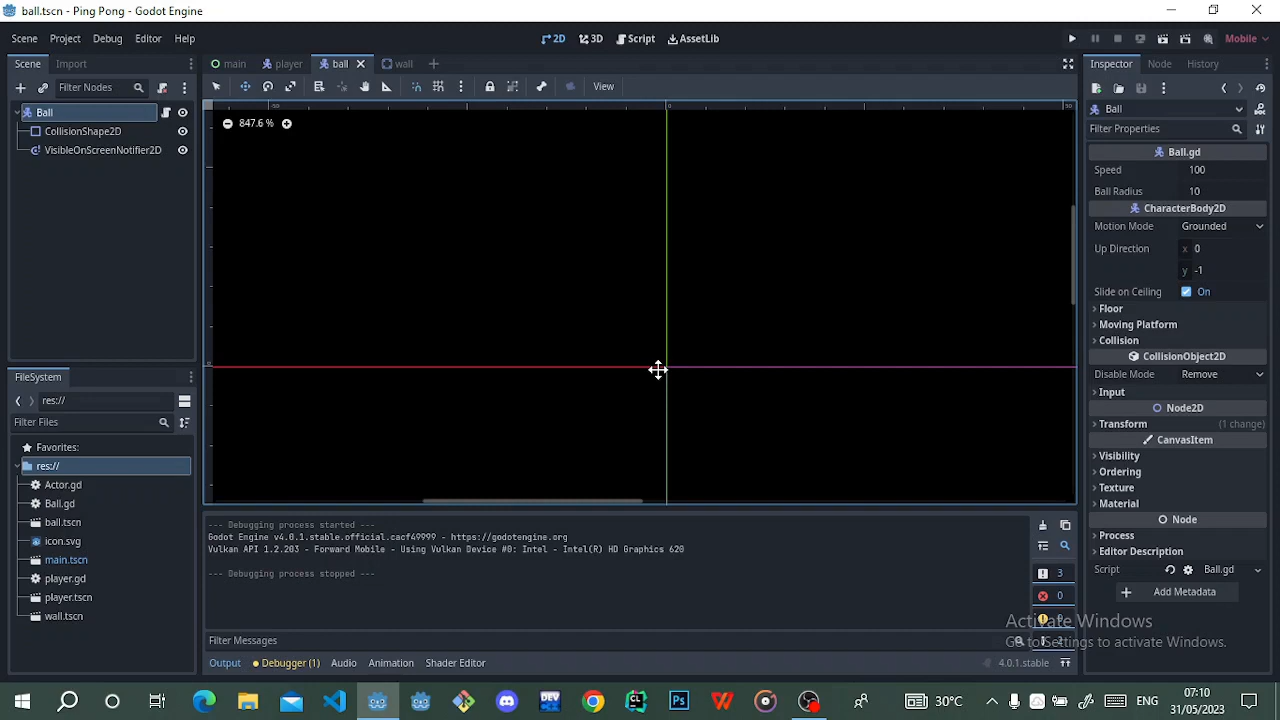 ball.tscn - Ping Pong - Godot Engine
Scene Project Debug Editor Help
2D 3D Script AssetLib
Mobile
Scene Import
main player ball wall
Inspector Node History
Filter Nodes
View
Ball
CollisionShape2D
VisibleOnScreenNotifier2D
847.6 %
0
50
Ball
Filter Properties
Ball.gd
Speed 100
Ball Radius 10
CharacterBody2D
Motion Mode Grounded
Up Direction x 0
y -1
Slide on Ceiling On
Floor
Moving Platform
Collision
CollisionObject2D
Disable Mode Remove
Input
Node2D
Transform (1 change)
CanvasItem
Visibility
Ordering
Texture
Material
Node
Process
Editor Description
Script Ball.gd
Add Metadata
FileSystem
res://
Filter Files
Favorites:
res://
Actor.gd
Ball.gd
ball.tscn
icon.svg
main.tscn
player.gd
player.tscn
wall.tscn
--- Debugging process started ---
Godot Engine v4.0.1.stable.official.cacf49999 - https://godotengine.org
Vulkan API 1.2.203 - Forward Mobile - Using Vulkan Device #0: Intel - Intel(R) HD Graphics 620
--- Debugging process stopped ---
3
0
Filter Messages
Output Debugger (1) Audio Animation Shader Editor
4.0.1.stable
Activate Windows
Go to Settings to activate Windows.
30°C
ENG
07:10
31/05/2023